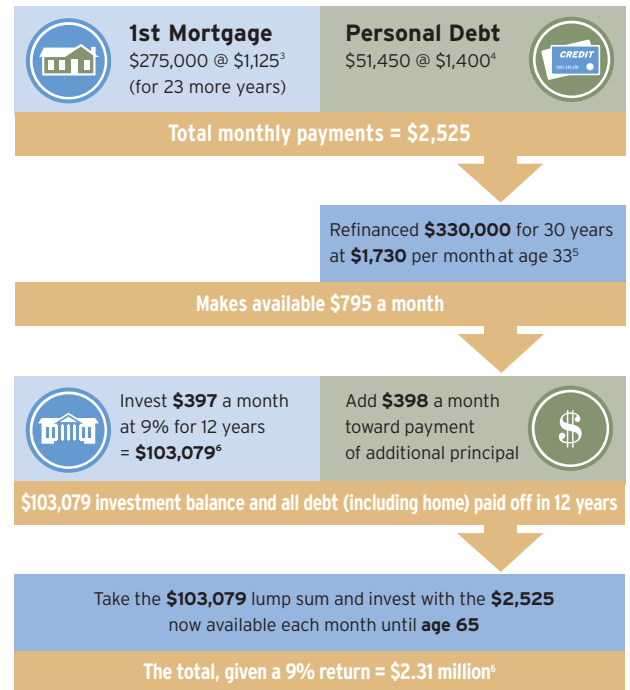 1st Mortgage
$275,000 @ $1,125³
(for 23 more years)
Personal Debt
$51,450 @ $1,400⁴
CREDIT
Total monthly payments = $2,525
Refinanced $330,000 for 30 years
at $1,730 per month at age 33⁵
Makes available $795 a month
Invest $397 a month
at 9% for 12 years
= $103,079⁶
Add $398 a month
toward payment
of additional principal
$
$103,079 investment balance and all debt (including home) paid off in 12 years
Take the $103,079 lump sum and invest with the $2,525
now available each month until age 65
The total, given a 9% return = $2.31 million⁶